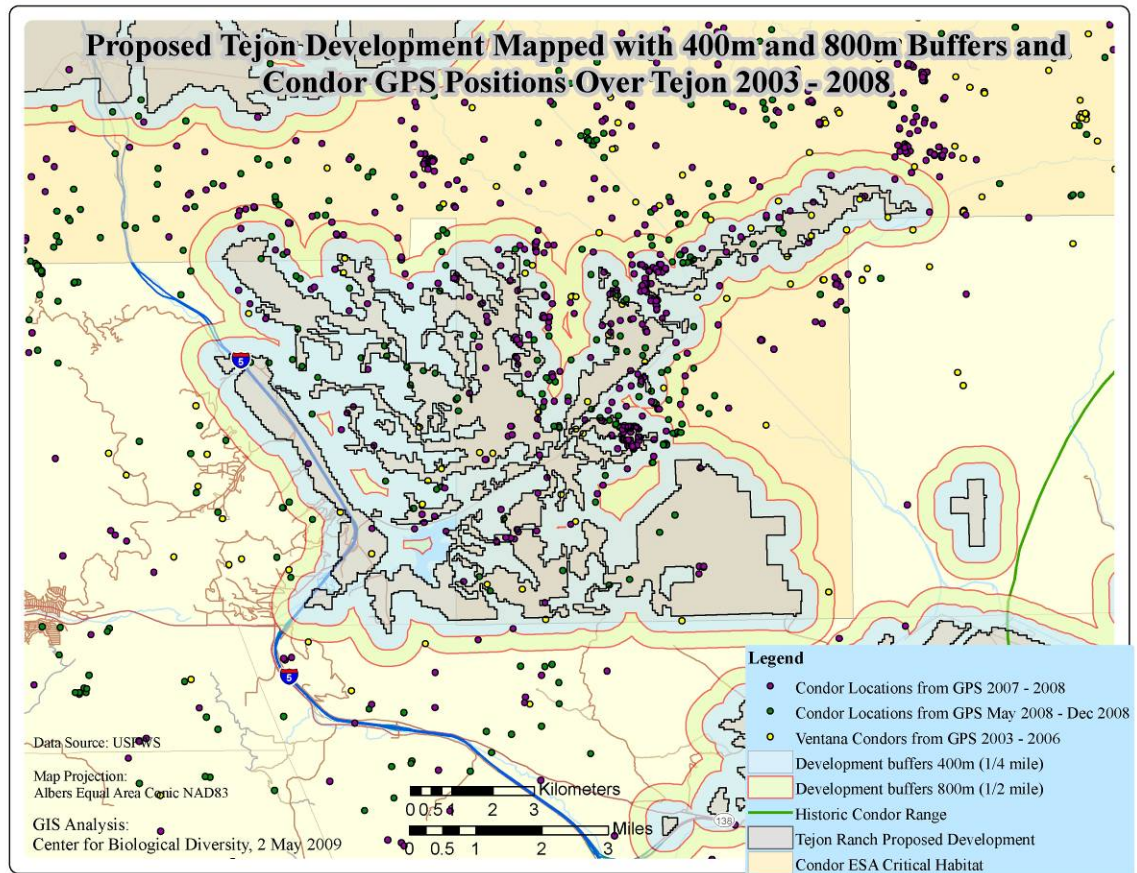 Proposed Tejon Development Mapped with 400m and 800m Buffers and
Condor GPS Positions Over Tejon 2003 - 2008
5
5
138
Data Source: USFWS
Map Projection:
Albers Equal Area Conic NAD83
GIS Analysis:
Center for Biological Diversity, 2 May 2009
Kilometers
0 0.5 1 2 3
Miles
0 0.5 1 2 3
Legend
Condor Locations from GPS 2007 - 2008
Condor Locations from GPS May 2008 - Dec 2008
Ventana Condors from GPS 2003 - 2006
Development buffers 400m (1/4 mile)
Development buffers 800m (1/2 mile)
Historic Condor Range
Tejon Ranch Proposed Development
Condor ESA Critical Habitat